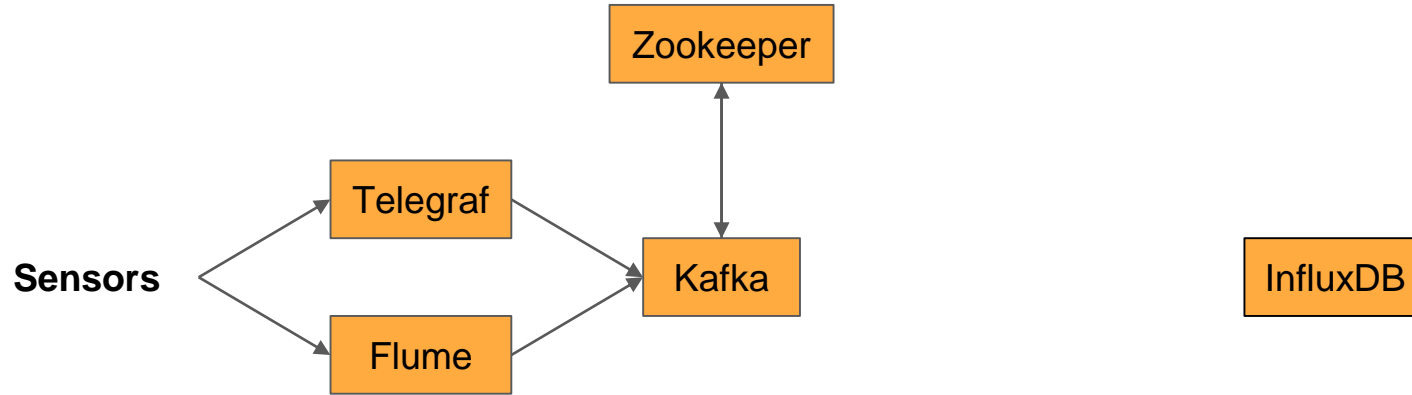 Zookeeper
Telegraf
Sensors
Kafka
InfluxDB
Flume